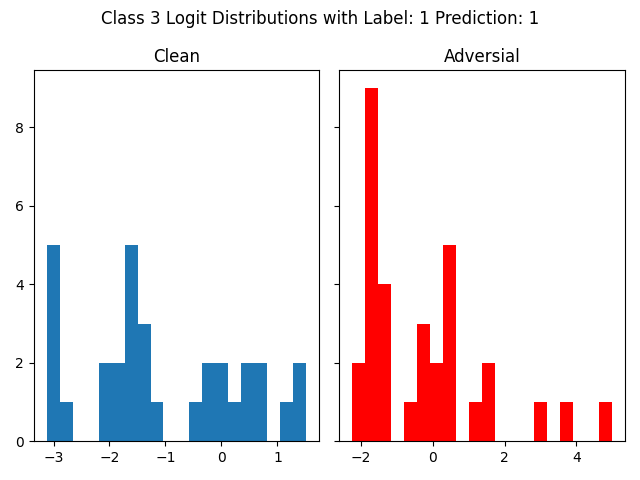 Class 3 Logit Distributions with Label: 1 Prediction: 1
Clean
Adversial
8
6
4
2
0
−3 −2 −1 0 1
−2 0 2 4